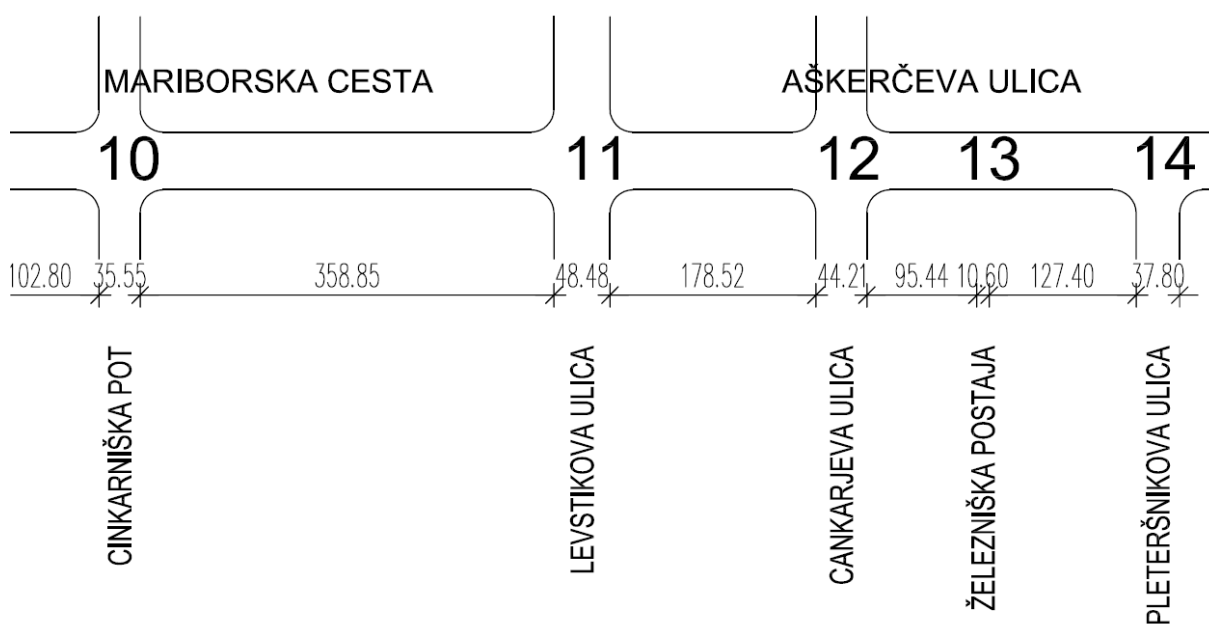 MARIBORSKA CESTA
AŠKERČEVA ULICA
10
11
12
13
14
102.80
35.55
358.85
48.48
178.52
44.21
95.44
10.60
127.40
37.80
CINKARNIŠKA POT
LEVSTIKOVA ULICA
CANKARJEVA ULICA
ŽELEZNIŠKA POSTAJA
PLETERŠNIKOVA ULICA